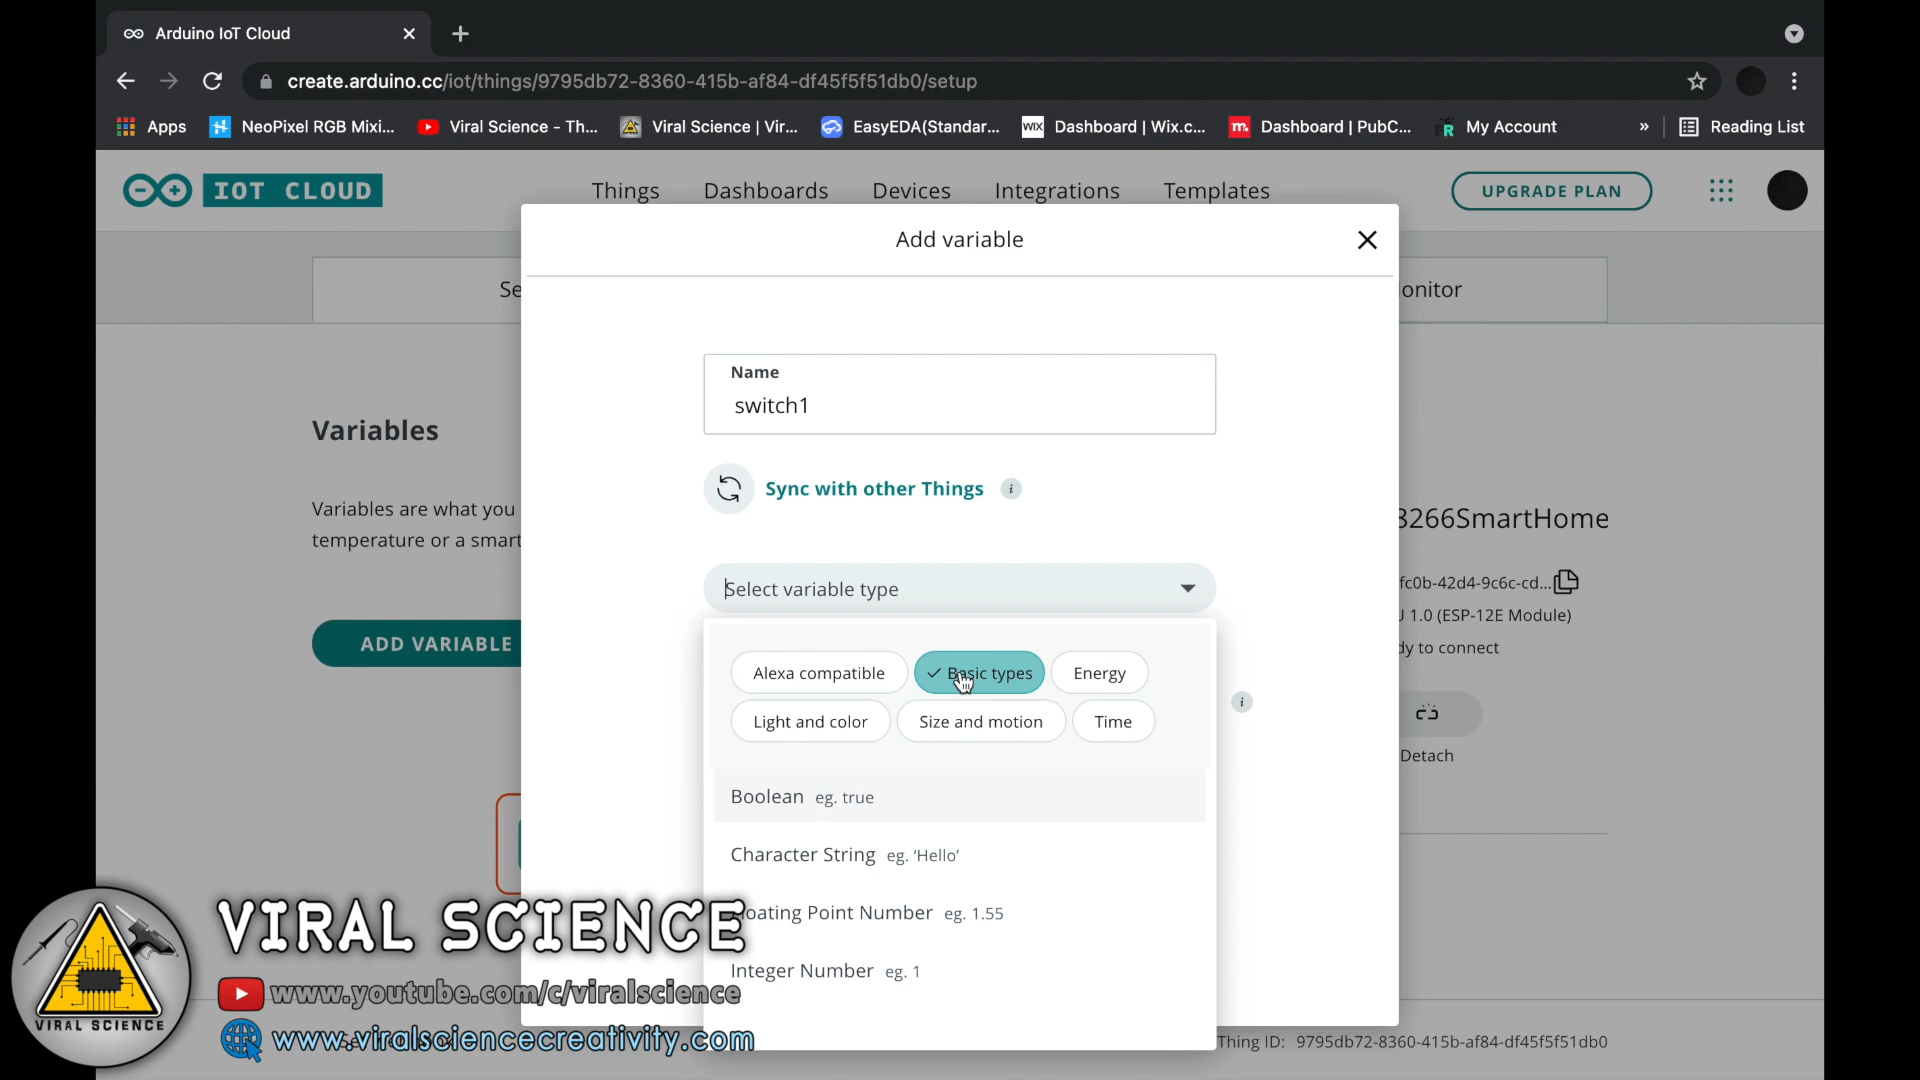 Arduino IoT Cloud
create.arduino.cc/iot/things/9795db72-8360-415b-af84-df45f5f51db0/setup
Apps NeoPixel RGB Mixi... Viral Science - Th... Viral Science | Vir... EasyEDA(Standar... WIX Dashboard | Wix.c... m. Dashboard | PubC... FR My Account » Reading List
IOT CLOUD Things Dashboards Devices Integrations Templates UPGRADE PLAN
Add variable
Se
onitor
Name
switch1
Variables
Sync with other Things i
Variables are what you
temperature or a smart
8266SmartHome
fc0b-42d4-9c6c-cd...
Select variable type
J 1.0 (ESP-12E Module)
ADD VARIABLE
dy to connect
Alexa compatible Basic types Energy
i
Light and color Size and motion Time
Detach
Boolean eg. true
Character String eg. 'Hello'
loating Point Number eg. 1.55
Integer Number eg. 1
VIRAL SCIENCE
VIRAL SCIENCE
www.youtube.com/c/viralscience
www.viralsciencecreativity.com
Thing ID: 9795db72-8360-415b-af84-df45f5f51db0